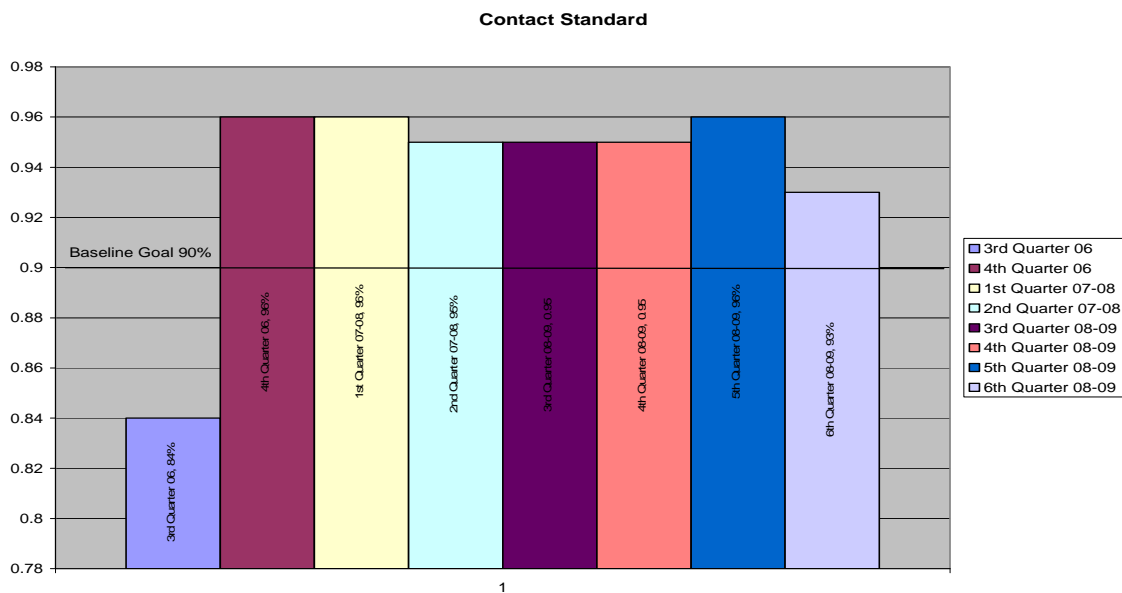 Contact Standard
0.98
0.96
0.94
0.92
0.9
0.88
0.86
0.84
0.82
0.8
0.78
Baseline Goal 90%
3rd Quarter 06, 84%
4th Quarter 06, 96%
1st Quarter 07-08, 96%
2nd Quarter 07-08, 95%
3rd Quarter 08-09, 0.95
4th Quarter 08-09, 0.95
5th Quarter 08-09, 96%
6th Quarter 08-09, 93%
1
3rd Quarter 06
4th Quarter 06
1st Quarter 07-08
2nd Quarter 07-08
3rd Quarter 08-09
4th Quarter 08-09
5th Quarter 08-09
6th Quarter 08-09